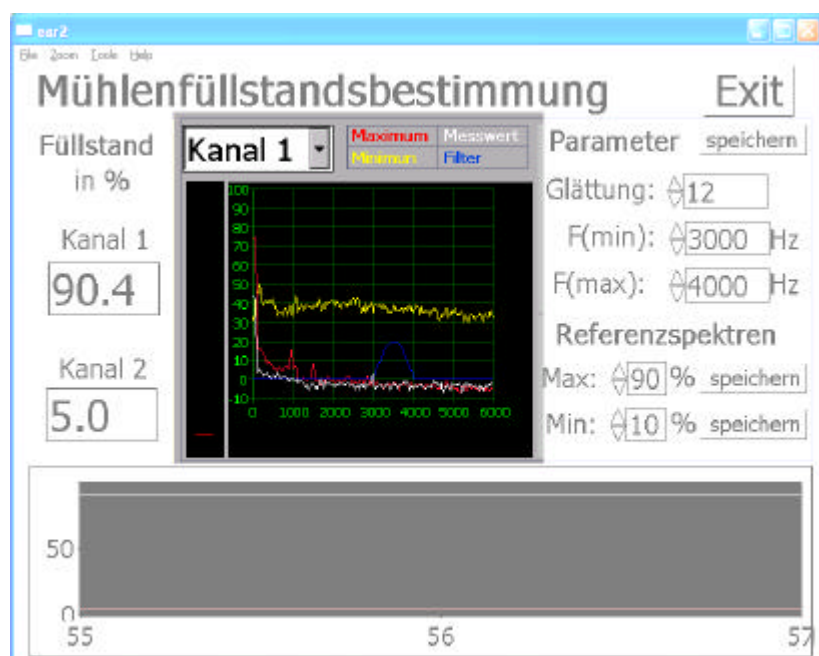 ear2
File Zoom Tools Help
Mühlenfüllstandsbestimmung
Exit
Füllstand
in %
Kanal 1
90.4
Kanal 2
5.0
Kanal 1
Maximum Messwert
Minimum Filter
100
90
80
70
60
50
40
30
20
10
0
-10
0 1000 2000 3000 4000 5000 6000
Parameter speichern
Glättung: 12
F(min): 3000 Hz
F(max): 4000 Hz
Referenzspektren
Max: 90 % speichern
Min: 10 % speichern
50
0
55 56 57